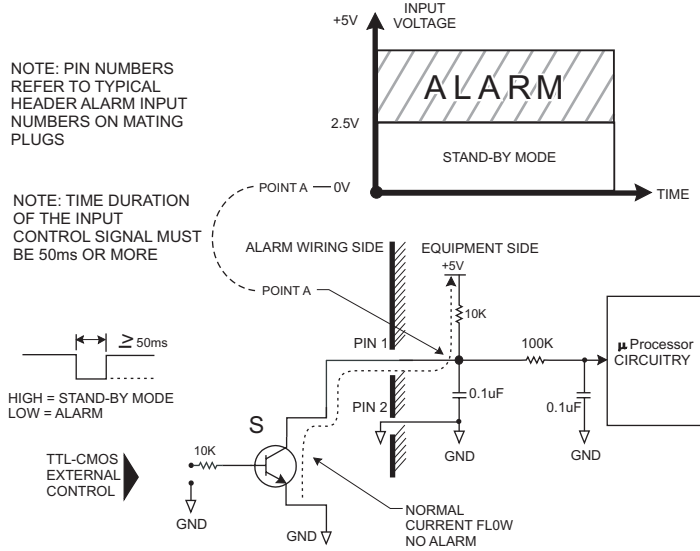 INPUT
VOLTAGE
+5V
ALARM
2.5V
STAND-BY MODE
POINT A
0V
TIME
NOTE: PIN NUMBERS
REFER TO TYPICAL
HEADER ALARM INPUT
NUMBERS ON MATING
PLUGS
NOTE: TIME DURATION
OF THE INPUT
CONTROL SIGNAL MUST
BE 50ms OR MORE
ALARM WIRING SIDE
EQUIPMENT SIDE
+5V
POINT A
10K
PIN 1
100K
µ Processor
CIRCUITRY
≥ 50ms
HIGH = STAND-BY MODE
LOW = ALARM
0.1uF
0.1uF
PIN 2
GND
GND
S
10K
TTL-CMOS
EXTERNAL
CONTROL
GND
GND
NORMAL
CURRENT FL0W
NO ALARM